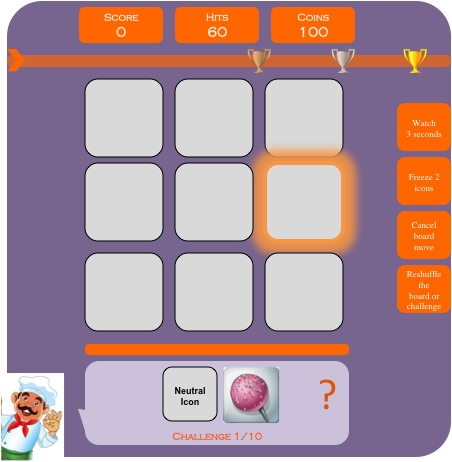 Score
0
Hits
60
Coins
100
Watch
3 seconds
Freeze 2
icons
Cancel
board
move
Reshuffle
the
board or
challenge
Neutral
Icon
?
Challenge 1/10